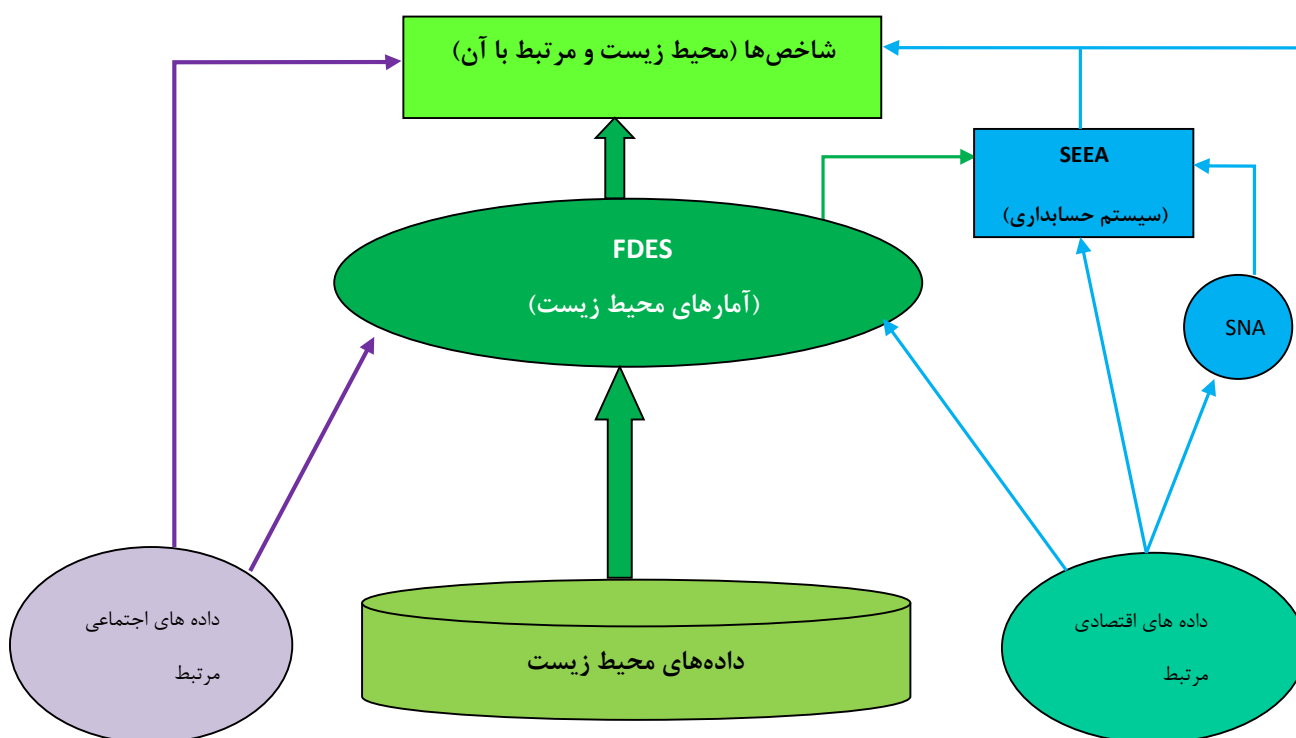 شاخص‌ها (محیط زیست و مرتبط با آن)
SEEA
(سیستم حسابداری)
FDES
(آمارهای محیط زیست)
SNA
داده های اجتماعی
مرتبط
داده‌های محیط زیست
داده های اقتصادی
مرتبط